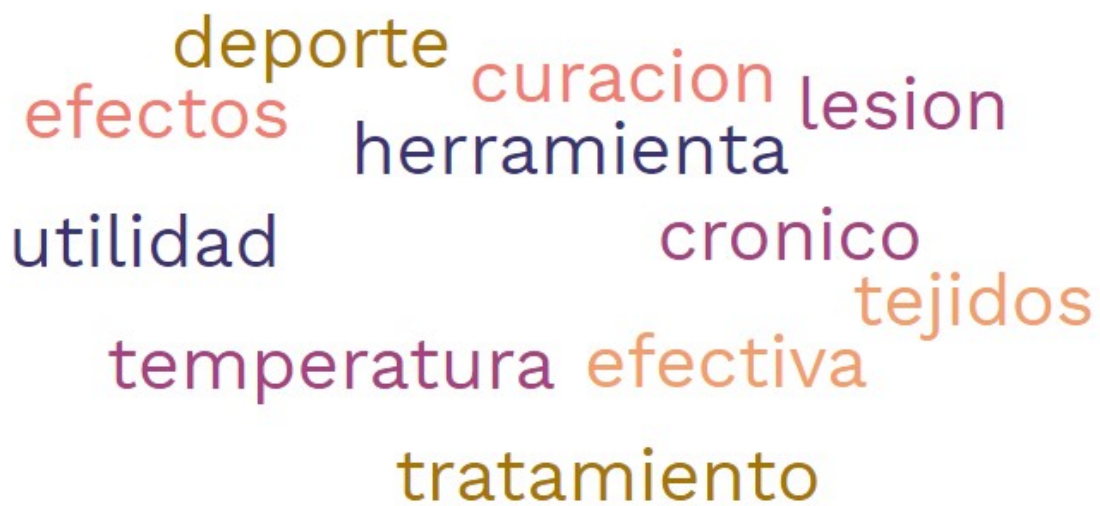 deporte
curacion
lesion
efectos
herramienta
utilidad
cronico
tejidos
temperatura
efectiva
tratamiento